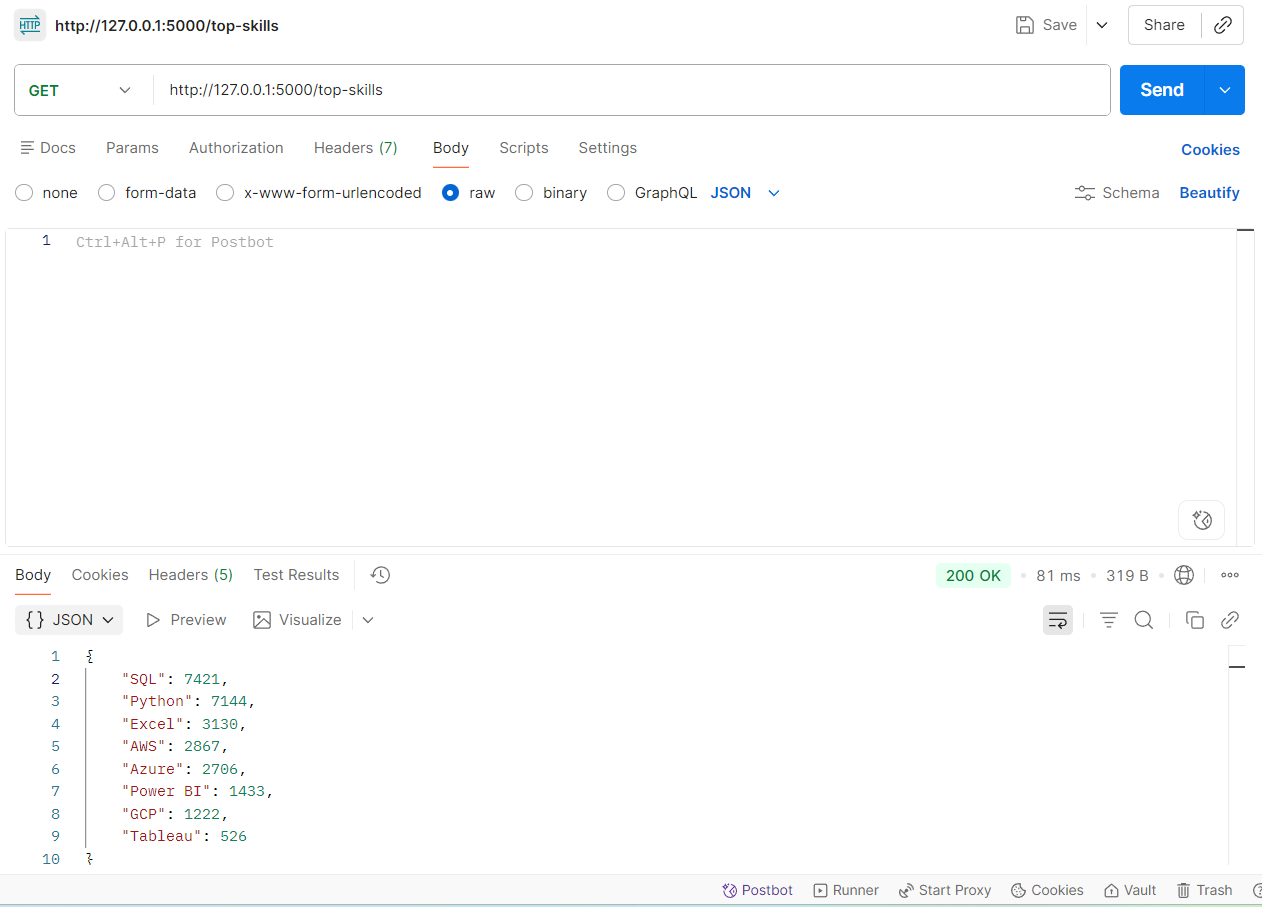 HTTP http://127.0.0.1:5000/top-skills Save Share
GET http://127.0.0.1:5000/top-skills Send
Docs Params Authorization Headers (7) Body Scripts Settings Cookies
none form-data x-www-form-urlencoded raw binary GraphQL JSON Schema Beautify
1 Ctrl+Alt+P for Postbot
Body Cookies Headers (5) Test Results 200 OK • 81 ms • 319 B •
{} JSON Preview Visualize
1 {
2 "SQL": 7421,
3 "Python": 7144,
4 "Excel": 3130,
5 "AWS": 2867,
6 "Azure": 2706,
7 "Power BI": 1433,
8 "GCP": 1222,
9 "Tableau": 526
10 }
Postbot Runner Start Proxy Cookies Vault Trash